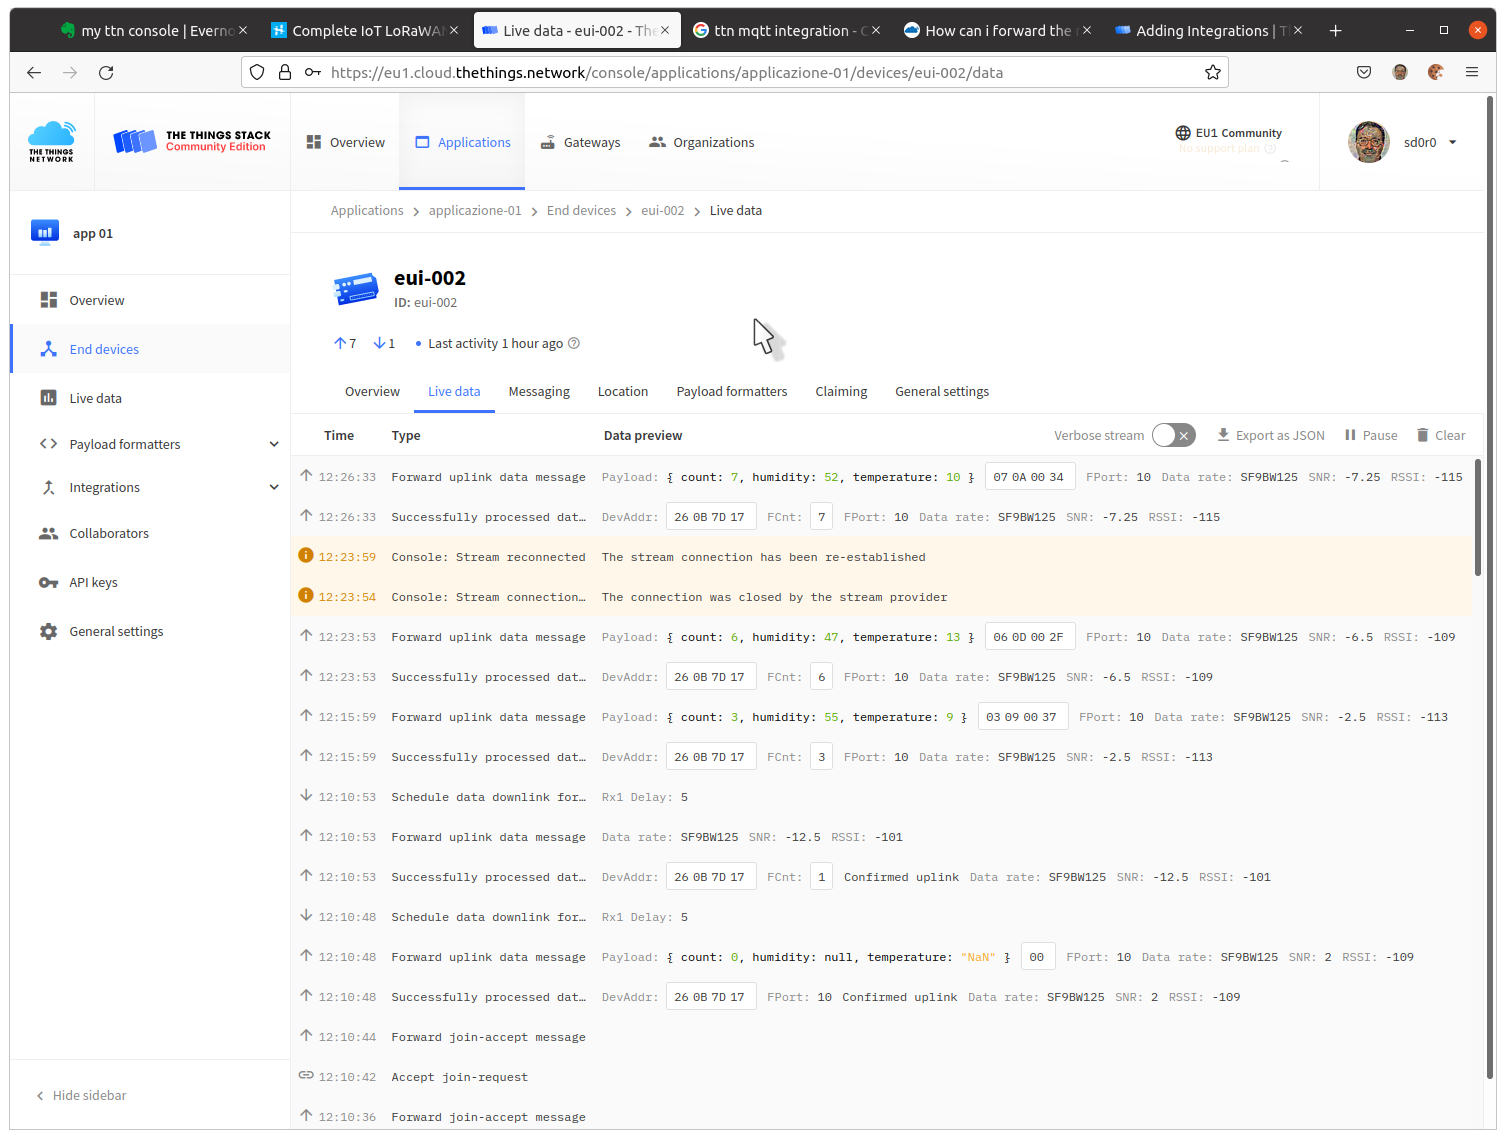 my ttn console | Everno
Complete IoT LoRaWA
Live data - eui-002 - The
ttn mqtt integration - C
How can i forward the
Adding Integrations | T
https://eu1.cloud.thethings.network/console/applications/applicazione-01/devices/eui-002/data
THE THINGS NETWORK
THE THINGS STACK
Community Edition
Overview
Applications
Gateways
Organizations
EU1 Community
No support plan
sd0r0
Applications > applicazione-01 > End devices > eui-002 > Live data
app 01
Overview
End devices
Live data
Payload formatters
Integrations
Collaborators
API keys
General settings
Hide sidebar
eui-002
ID: eui-002
↑7 ↓1 • Last activity 1 hour ago
Overview Live data Messaging Location Payload formatters Claiming General settings
Time Type Data preview Verbose stream Export as JSON Pause Clear
↑ 12:26:33 Forward uplink data message Payload: { count: 7, humidity: 52, temperature: 10 } 07 0A 00 34 FPort: 10 Data rate: SF9BW125 SNR: -7.25 RSSI: -115
↑ 12:26:33 Successfully processed dat… DevAddr: 26 0B 7D 17 FCnt: 7 FPort: 10 Data rate: SF9BW125 SNR: -7.25 RSSI: -115
12:23:59 Console: Stream reconnected The stream connection has been re-established
12:23:54 Console: Stream connection… The connection was closed by the stream provider
↑ 12:23:53 Forward uplink data message Payload: { count: 6, humidity: 47, temperature: 13 } 06 0D 00 2F FPort: 10 Data rate: SF9BW125 SNR: -6.5 RSSI: -109
↑ 12:23:53 Successfully processed dat… DevAddr: 26 0B 7D 17 FCnt: 6 FPort: 10 Data rate: SF9BW125 SNR: -6.5 RSSI: -109
↑ 12:15:59 Forward uplink data message Payload: { count: 3, humidity: 55, temperature: 9 } 03 09 00 37 FPort: 10 Data rate: SF9BW125 SNR: -2.5 RSSI: -113
↑ 12:15:59 Successfully processed dat… DevAddr: 26 0B 7D 17 FCnt: 3 FPort: 10 Data rate: SF9BW125 SNR: -2.5 RSSI: -113
↓ 12:10:53 Schedule data downlink for… Rx1 Delay: 5
↑ 12:10:53 Forward uplink data message Data rate: SF9BW125 SNR: -12.5 RSSI: -101
↑ 12:10:53 Successfully processed dat… DevAddr: 26 0B 7D 17 FCnt: 1 Confirmed uplink Data rate: SF9BW125 SNR: -12.5 RSSI: -101
↓ 12:10:48 Schedule data downlink for… Rx1 Delay: 5
↑ 12:10:48 Forward uplink data message Payload: { count: 0, humidity: null, temperature: "NaN" } 00 FPort: 10 Data rate: SF9BW125 SNR: 2 RSSI: -109
↑ 12:10:48 Successfully processed dat… DevAddr: 26 0B 7D 17 FPort: 10 Confirmed uplink Data rate: SF9BW125 SNR: 2 RSSI: -109
↑ 12:10:44 Forward join-accept message
12:10:42 Accept join-request
↑ 12:10:36 Forward join-accept message